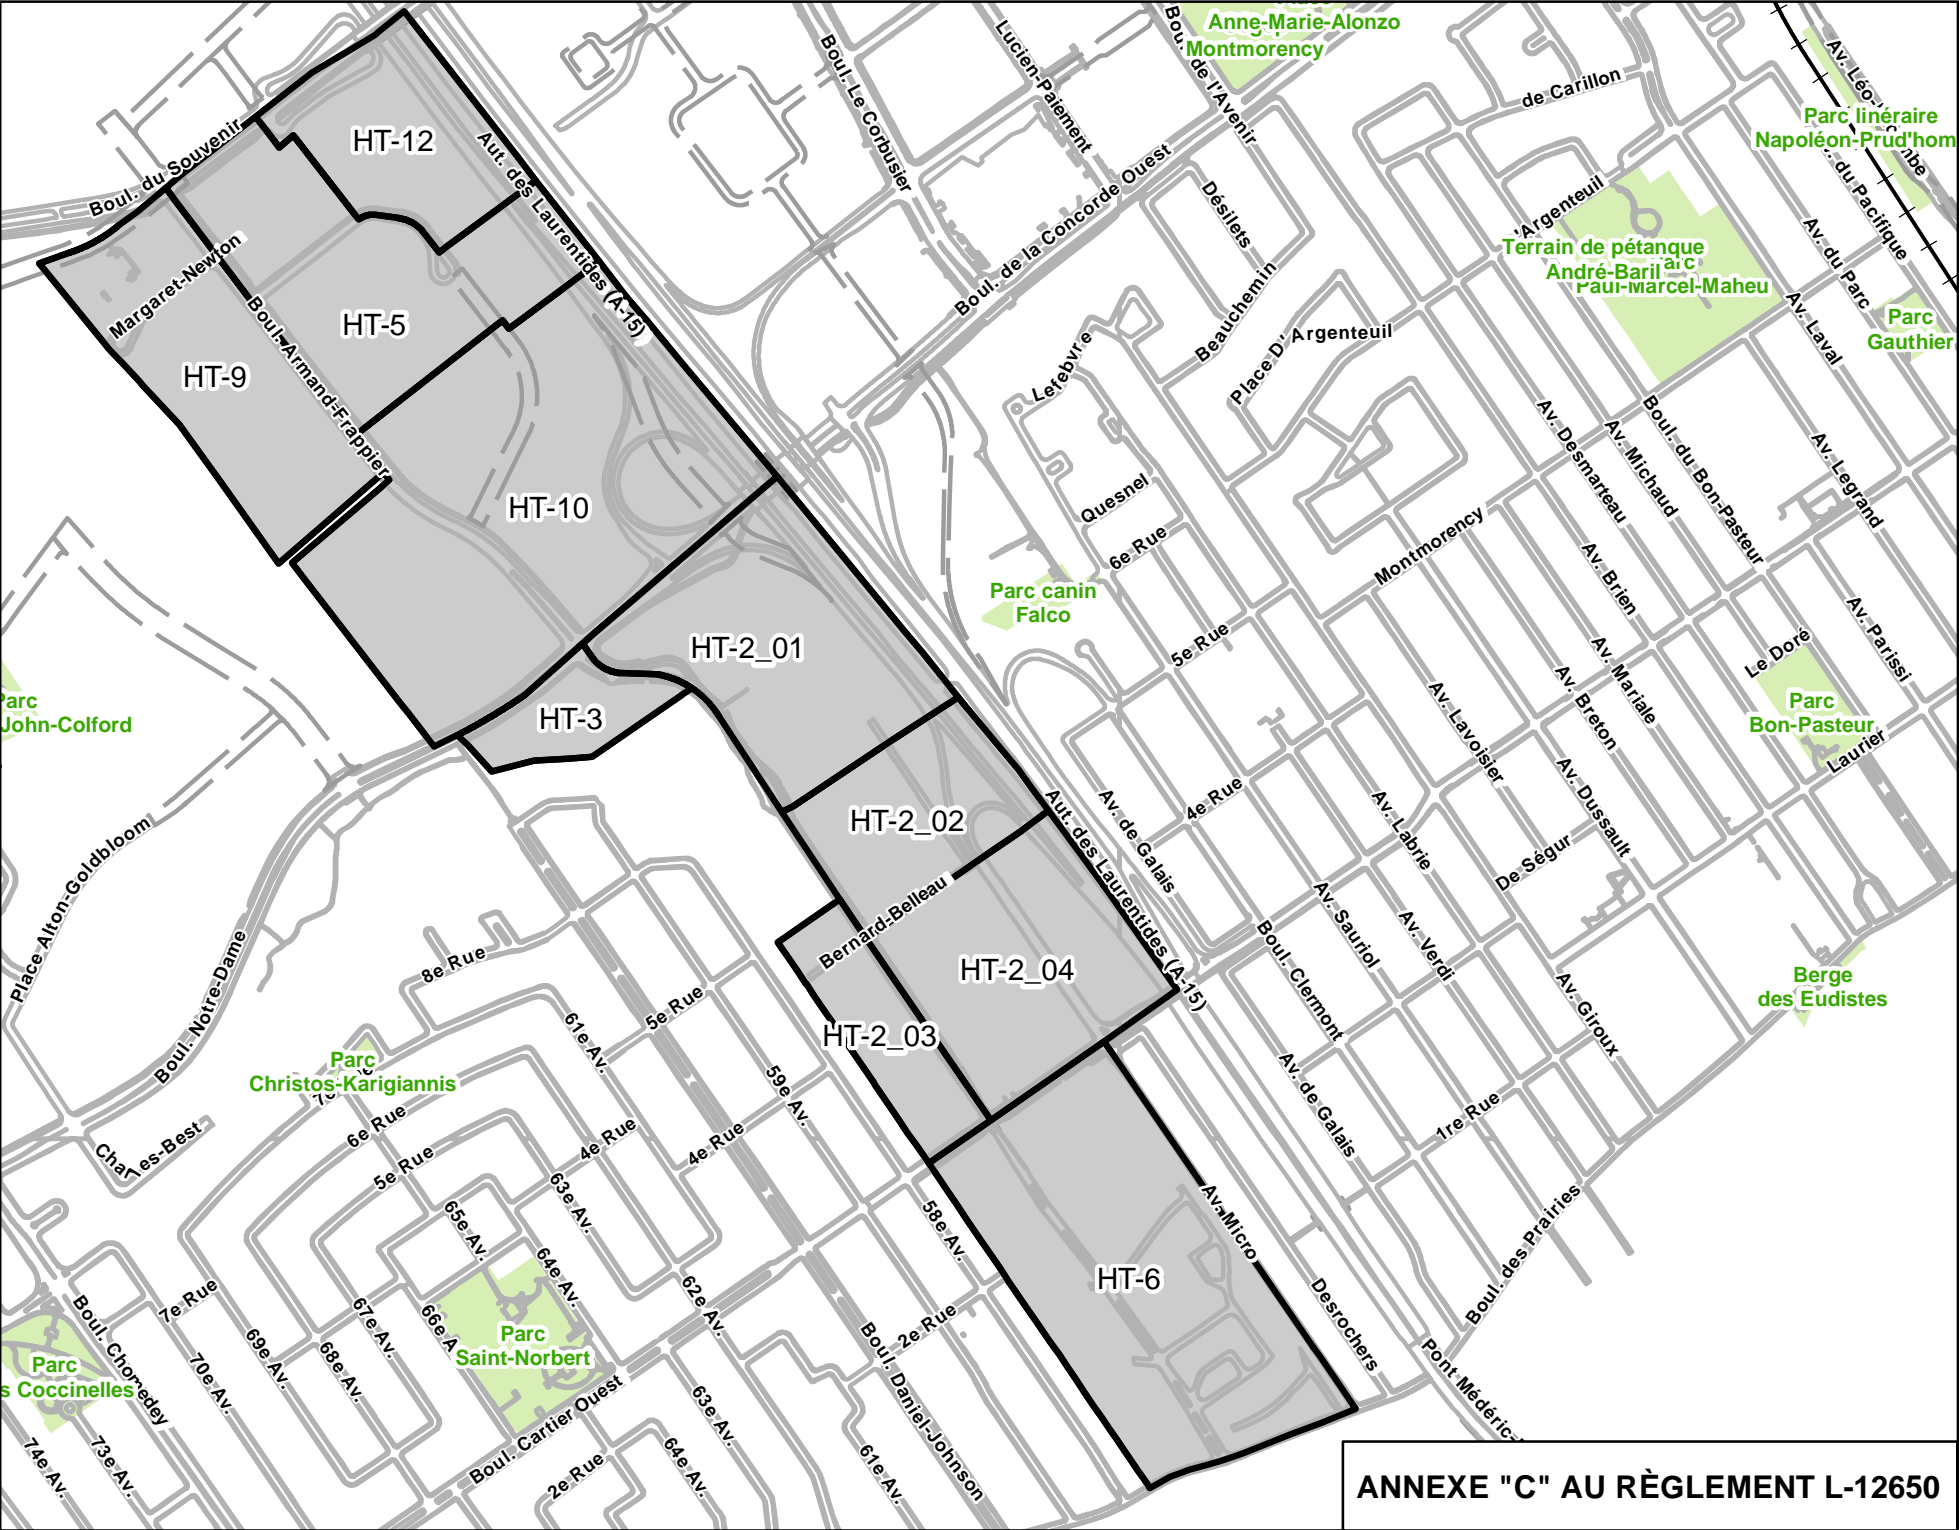 Anne-Marie-Alonzo
Montmorency
Boul. Le Corbusier
Lucien-Paiement
Boul. de l'Avenir
de Carillon
Av. Léo-
Parc linéraire
Napoléon-Prud'hom
Av. du Pacifique
HT-12
Aut. des Laurentides (A-15)
Boul. du Souvenir
Boul. de la Concorde Ouest
Désilets
d'Argenteuil
Terrain de pétanque
André-Baril
Parc
Paul-Marcel-Maheu
Av. du Parc
Av. Laval
Parc
Gauthier
Margaret-Newton
Boul. Armand-Frappier
HT-5
HT-9
Beauchemin
Place D'Argenteuil
Lefebvre
Av. Desmarteau
Av. Michaud
Boul. du Bon-Pasteur
Av. Legrand
HT-10
Quesnel
6e Rue
Montmorency
Parc canin
Falco
Av. Brien
Av. Parissi
5e Rue
Le Doré
Av. Mariale
Av. Breton
HT-2_01
Parc
John-Colford
HT-3
Av. Lavoisier
Parc
Bon-Pasteur
Laurier
Av. Dussault
4e Rue
Av. de Galais
Av. Labrie
De Ségur
HT-2_02
Aut. des Laurentides (A-15)
Place Alton-Goldbloom
Bernard-Belleau
Av. Sauriol
Av. Verdi
Boul. Clermont
HT-2_04
8e Rue
Boul. Notre-Dame
Berge
des Eudistes
Av. Giroux
5e Rue
61e Av.
HT-2_03
Parc
Christos-Karigiannis
59e Av.
Av. de Galais
6e Rue
4e Rue
4e Rue
1re Rue
Charles-Best
5e Rue
63e Av.
65e Av.
58e Av.
Av. Micro
Boul. des Prairies
64e Av.
HT-6
7e Rue
62e Av.
Desrochers
Boul. Chomedey
67e Av.
66e A
2e Rue
Boul. Daniel-Johnson
69e Av.
68e Av.
Parc
Saint-Norbert
Parc
s Coccinelles
70e Av.
Boul. Cartier Ouest
63e Av.
Pont Médéric-
74e Av.
73e Av.
2e Rue
64e Av.
61e Av.
ANNEXE "C" AU RÈGLEMENT L-12650